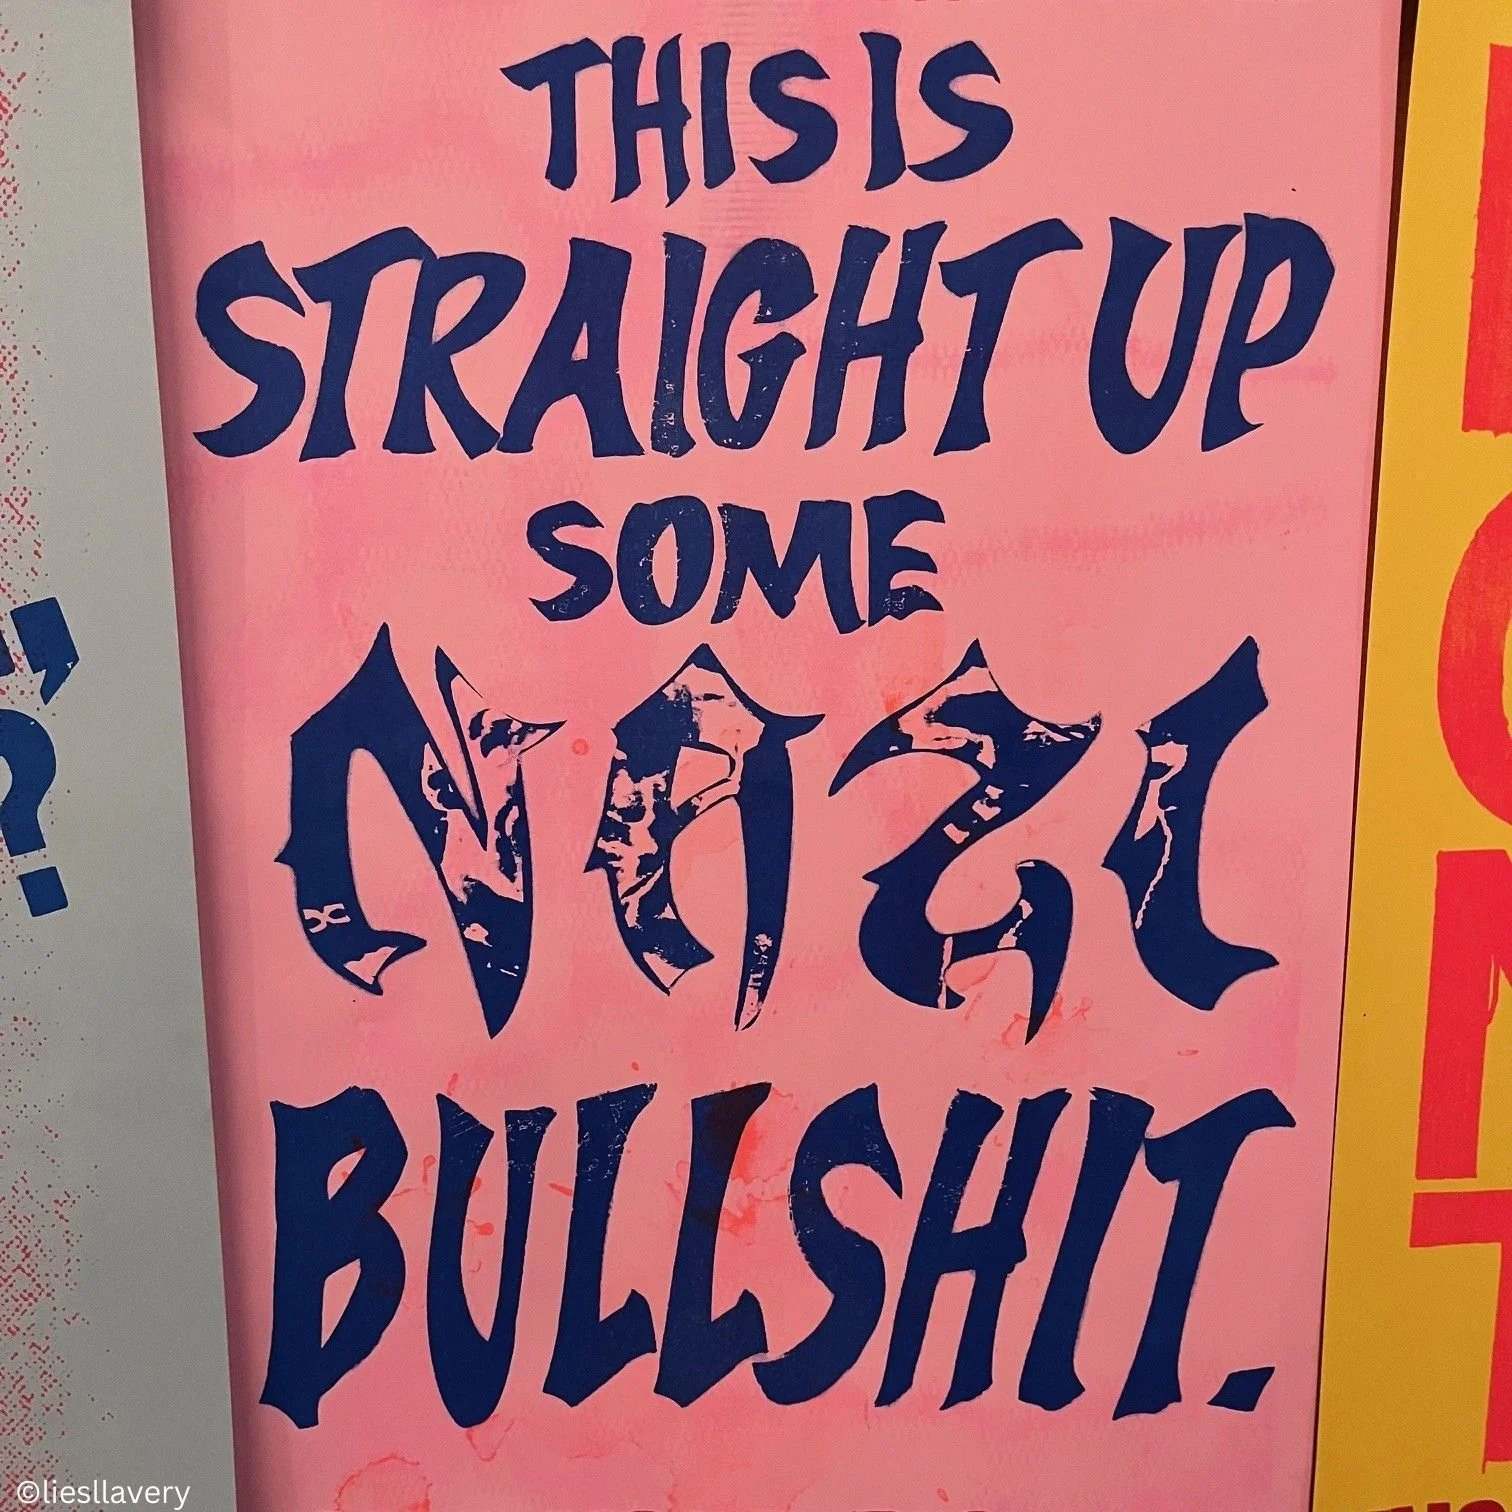 THIS IS
STRAIGHT UP
SOME
NAZI
BULLSHIT.
?
©liesllavery